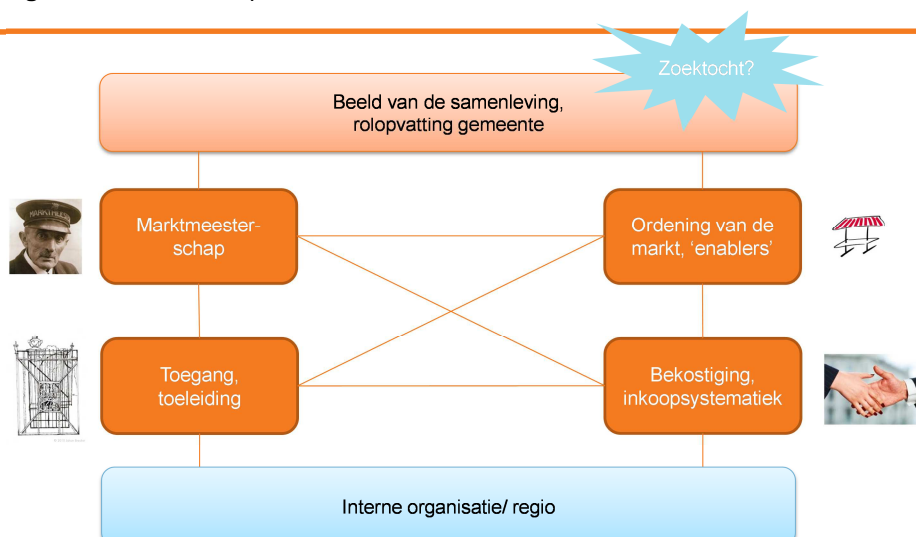 Zoektocht?
Beeld van de samenleving,
rolopvatting gemeente
Marktmeester-
schap
Ordening van de
markt, ‘enablers’
Toegang,
toeleiding
Bekostiging,
inkoopsystematiek
Interne organisatie/ regio